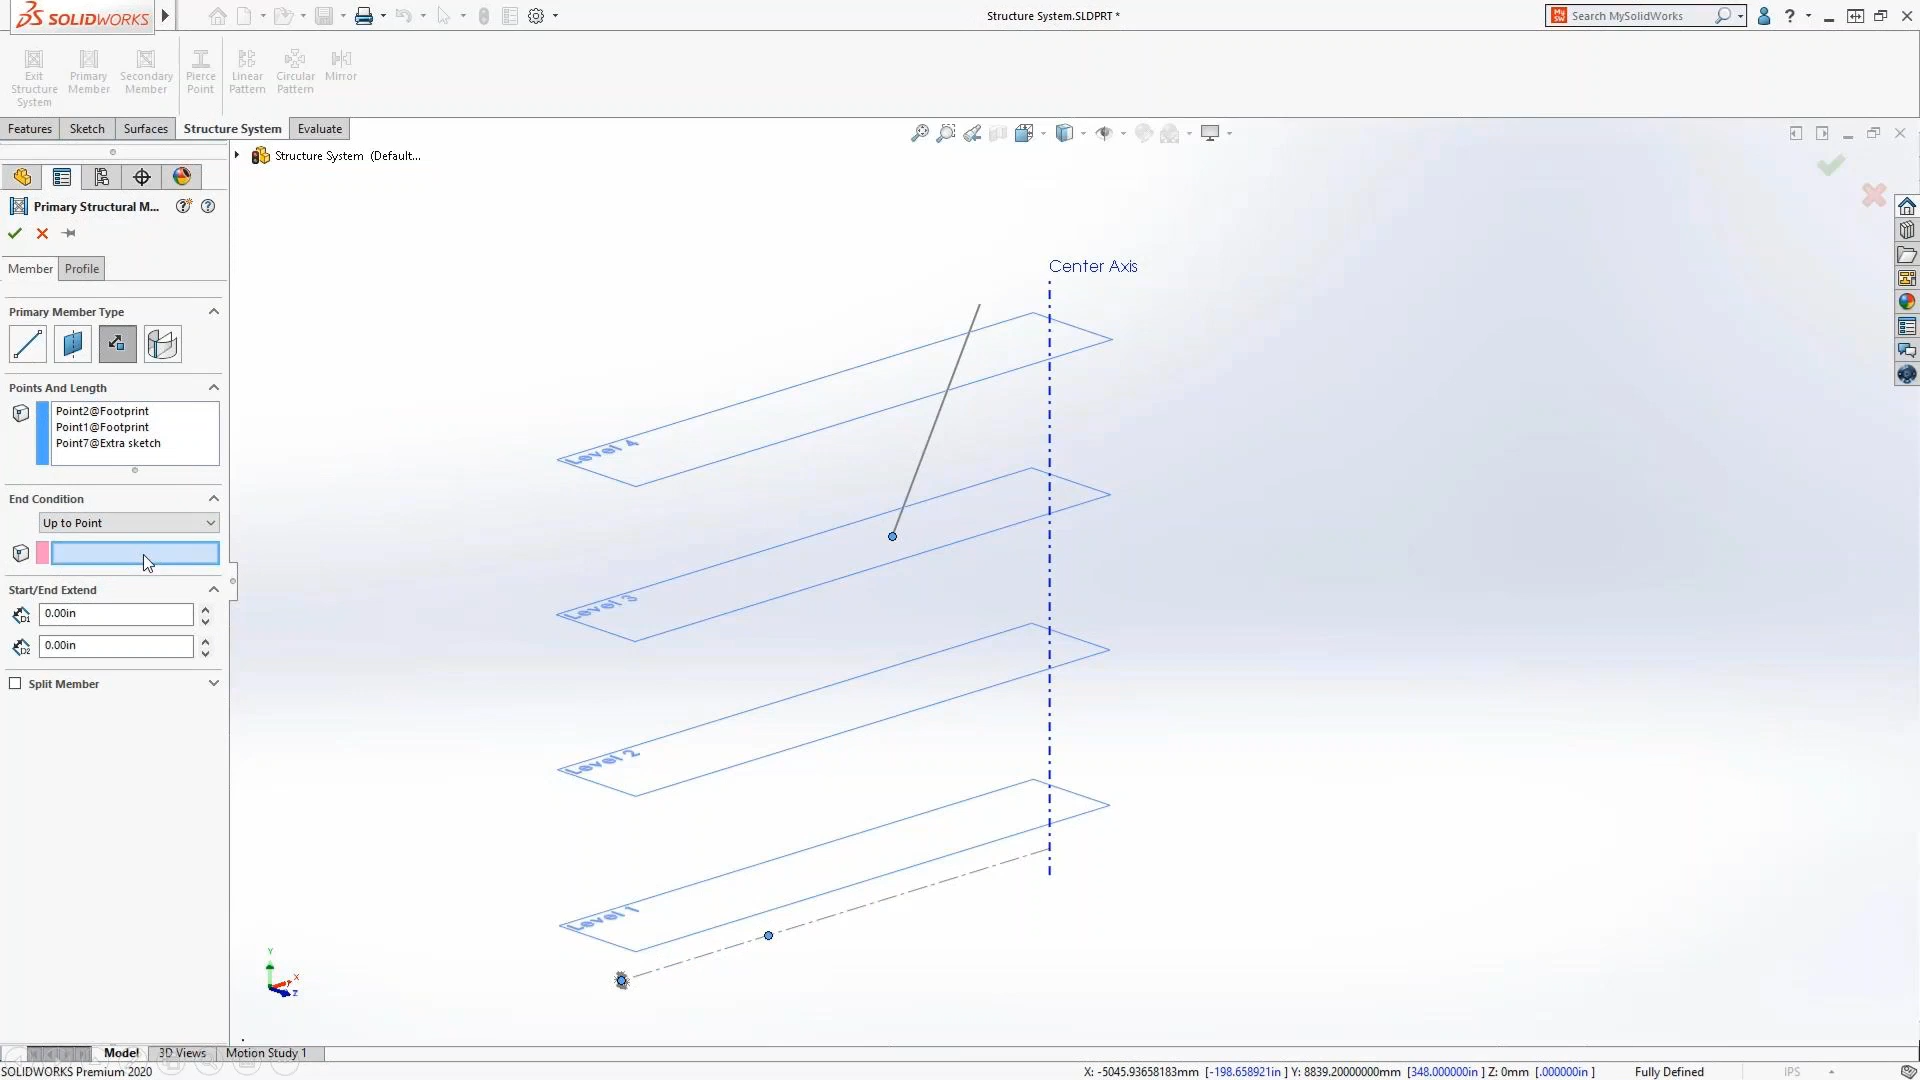 SOLIDWORKS
Structure System.SLDPRT *
MySW
Search MySolidWorks
?
Exit Structure System
Primary Member
Secondary Member
Pierce Point
Linear Pattern
Circular Pattern
Mirror
Features
Sketch
Surfaces
Structure System
Evaluate
Structure System (Default...
Primary Structural M...
Member
Profile
Primary Member Type
Points And Length
Point2@Footprint
Point1@Footprint
Point7@Extra sketch
End Condition
Up to Point
Start/End Extend
D1
0.00in
D2
0.00in
Split Member
Center Axis
Level 4
Level 3
Level 2
Level 1
Y
X
Z
Model
3D Views
Motion Study 1
SOLIDWORKS Premium 2020
X: -5045.93658183mm [-198.658921in ] Y: 8839.20000000mm [348.000000in ] Z: 0mm [.000000in ]
Fully Defined
IPS